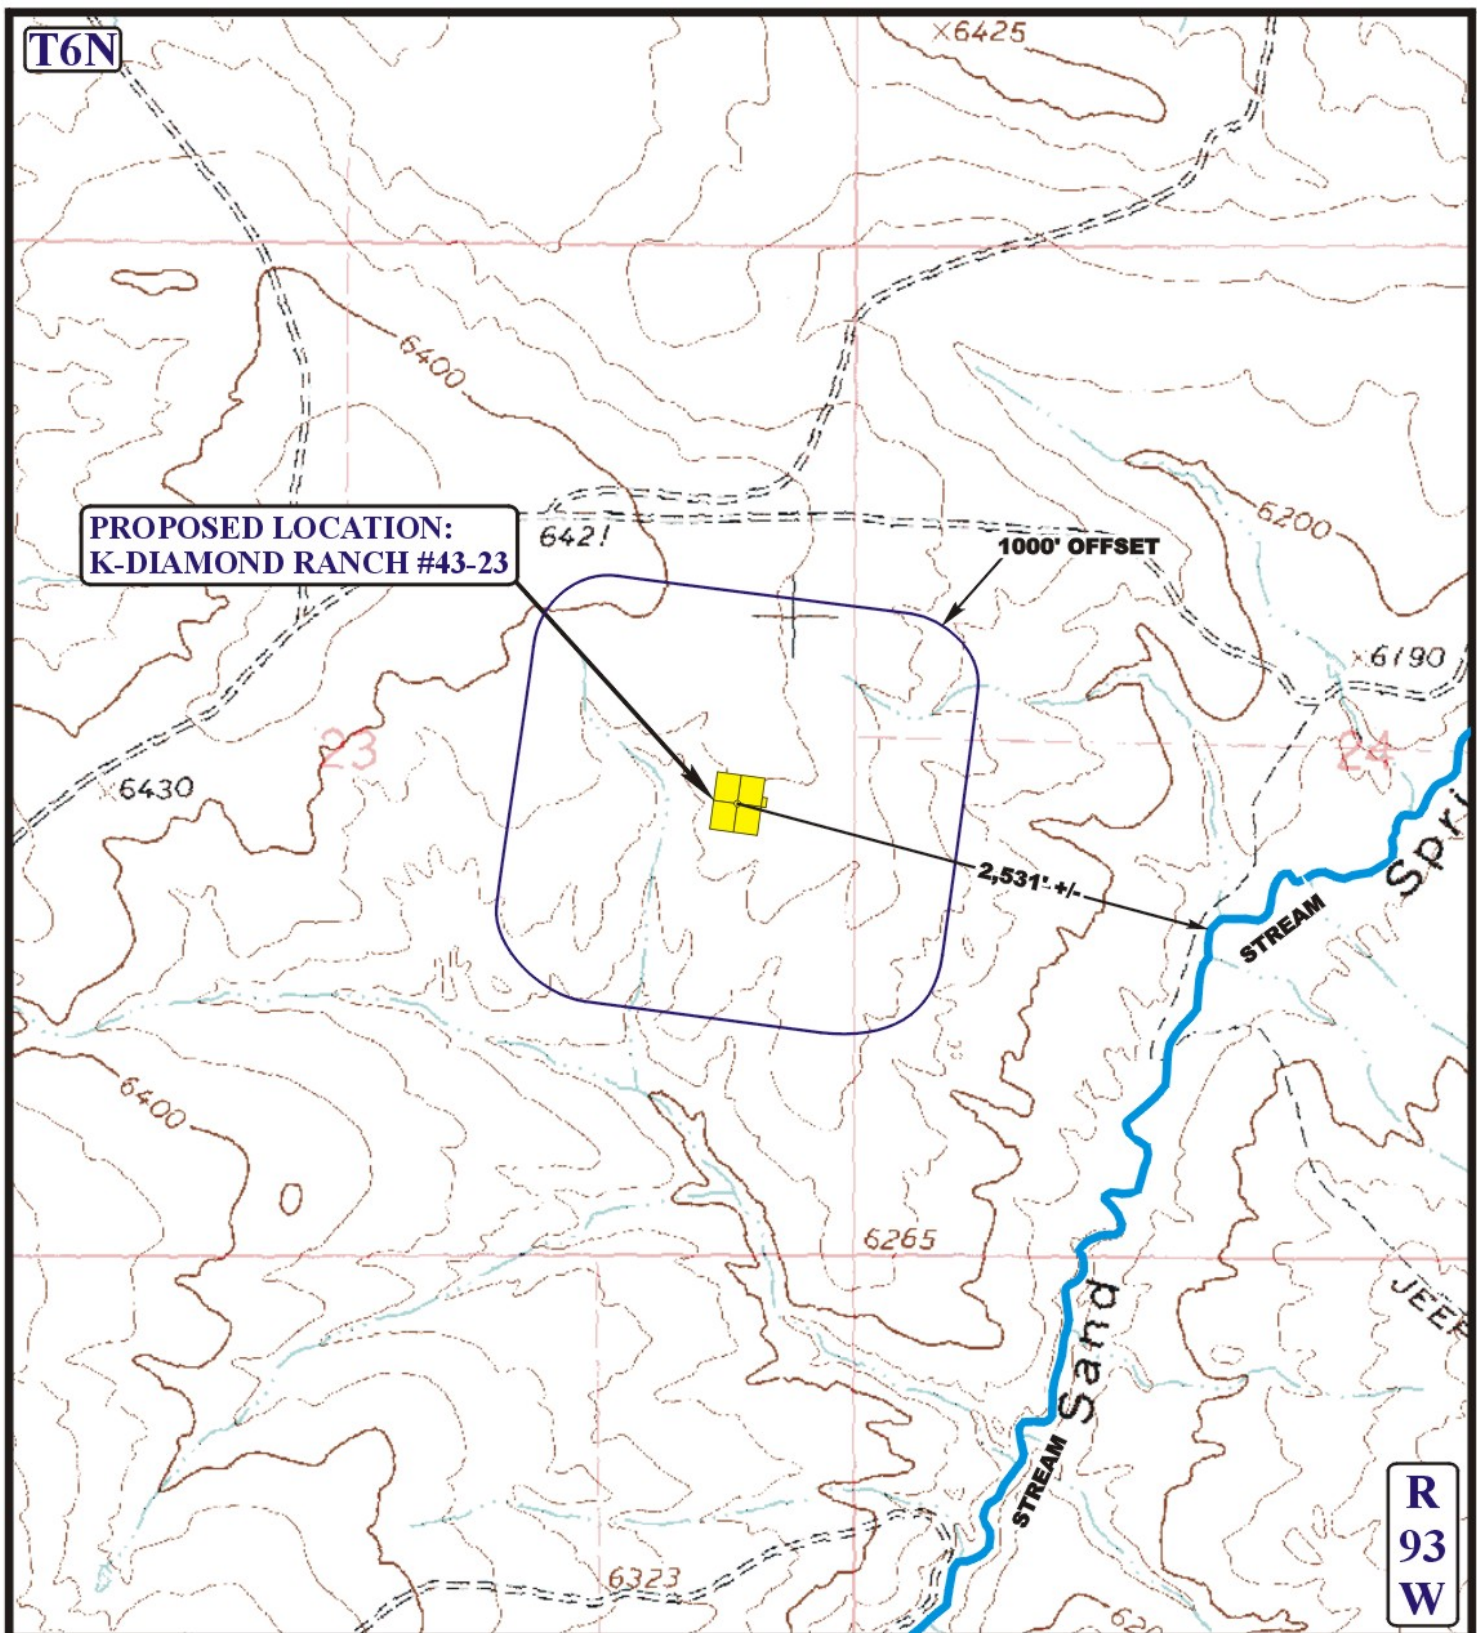 T6N
×6425
6400
6421
PROPOSED LOCATION:
K-DIAMOND RANCH #43-23
1000' OFFSET
6200
×6190
23
24
×6430
2,531' +/-
STREAM
Spri
6400
6265
JEEP
Sand
STREAM
R
93
W
6323
620